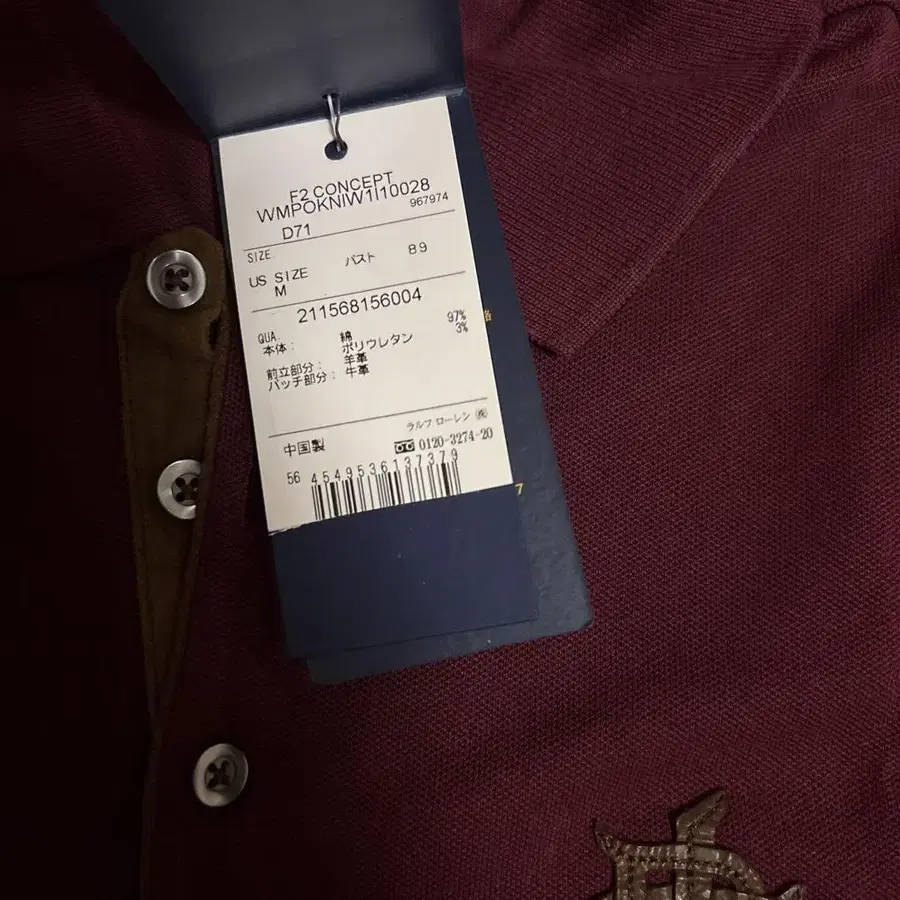 F2 CONCEPT
WMPOKNIW1I10028
967974
D71
SIZE
US SIZE バスト 89
M
211568156004
QUA.
本体: 綿 97%
ポリウレタン 3%
前立部分: 羊革
パッチ部分: 牛革
ラルフ ローレン ㈱
中国製 0120-3274-20
56 4549536137379
7